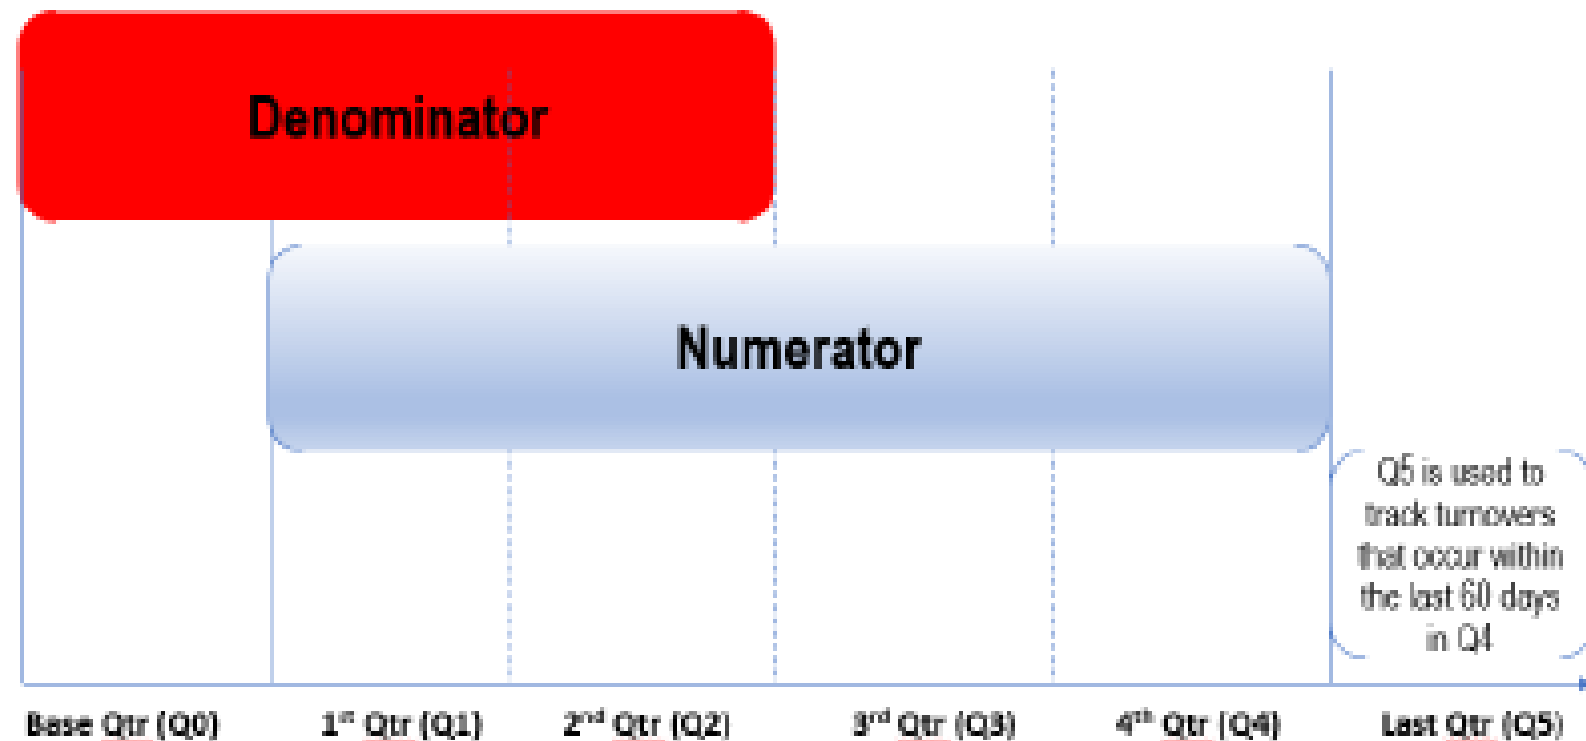 Denominator
Numerator
Q5 is used to
track turnovers
that occur within
the last 60 days
in Q4
Base Qtr (Q0) 1st Qtr (Q1) 2nd Qtr (Q2) 3rd Qtr (Q3) 4th Qtr (Q4) Last Qtr (Q5)